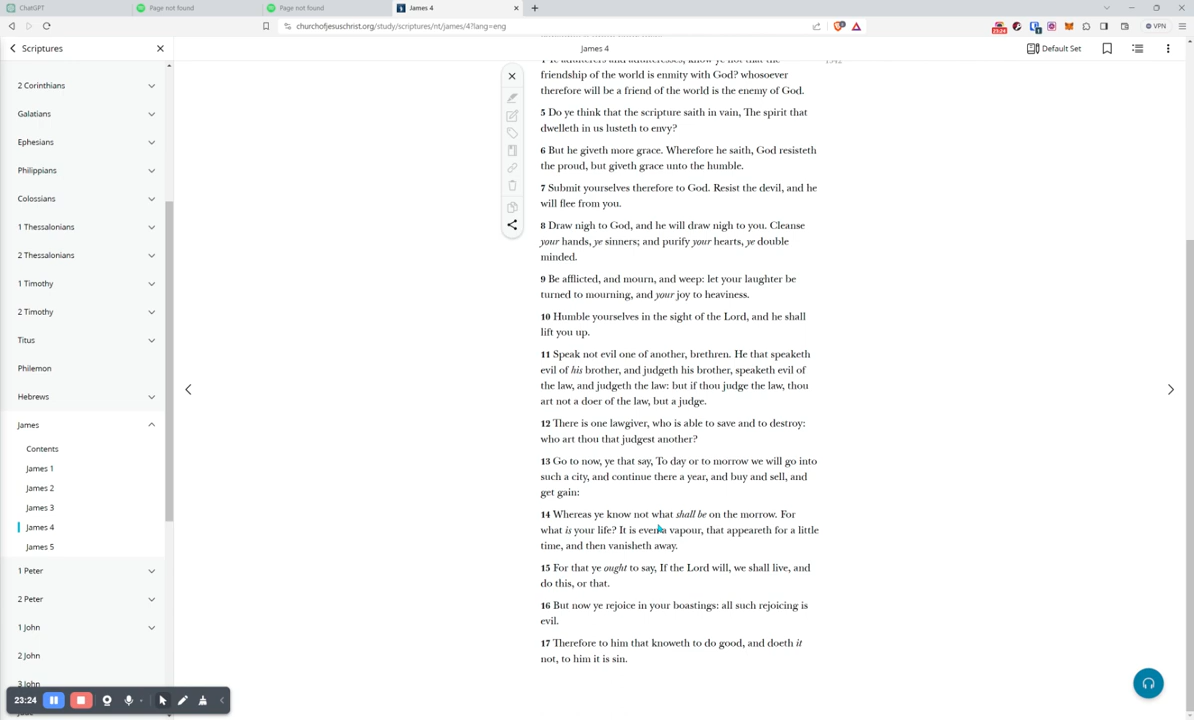 ChatGPT
Page not found
Page not found
James 4
churchofjesuschrist.org/study/scriptures/nt/james/4?lang=eng
VPN
Scriptures
James 4
Default Set
2 Corinthians
Galatians
Ephesians
Philippians
Colossians
1 Thessalonians
2 Thessalonians
1 Timothy
2 Timothy
Titus
Philemon
Hebrews
James
Contents
James 1
James 2
James 3
James 4
James 5
1 Peter
2 Peter
1 John
2 John
3 John
23:24
friendship of the world is enmity with God? whosoever
therefore will be a friend of the world is the enemy of God.
5 Do ye think that the scripture saith in vain, The spirit that
dwelleth in us lusteth to envy?
6 But he giveth more grace. Wherefore he saith, God resisteth
the proud, but giveth grace unto the humble.
7 Submit yourselves therefore to God. Resist the devil, and he
will flee from you.
8 Draw nigh to God, and he will draw nigh to you. Cleanse
your hands, ye sinners; and purify your hearts, ye double
minded.
9 Be afflicted, and mourn, and weep: let your laughter be
turned to mourning, and your joy to heaviness.
10 Humble yourselves in the sight of the Lord, and he shall
lift you up.
11 Speak not evil one of another, brethren. He that speaketh
evil of his brother, and judgeth his brother, speaketh evil of
the law, and judgeth the law: but if thou judge the law, thou
art not a doer of the law, but a judge.
12 There is one lawgiver, who is able to save and to destroy:
who art thou that judgest another?
13 Go to now, ye that say, To day or to morrow we will go into
such a city, and continue there a year, and buy and sell, and
get gain:
14 Whereas ye know not what shall be on the morrow. For
what is your life? It is even a vapour, that appeareth for a little
time, and then vanisheth away.
15 For that ye ought to say, If the Lord will, we shall live, and
do this, or that.
16 But now ye rejoice in your boastings: all such rejoicing is
evil.
17 Therefore to him that knoweth to do good, and doeth it
not, to him it is sin.